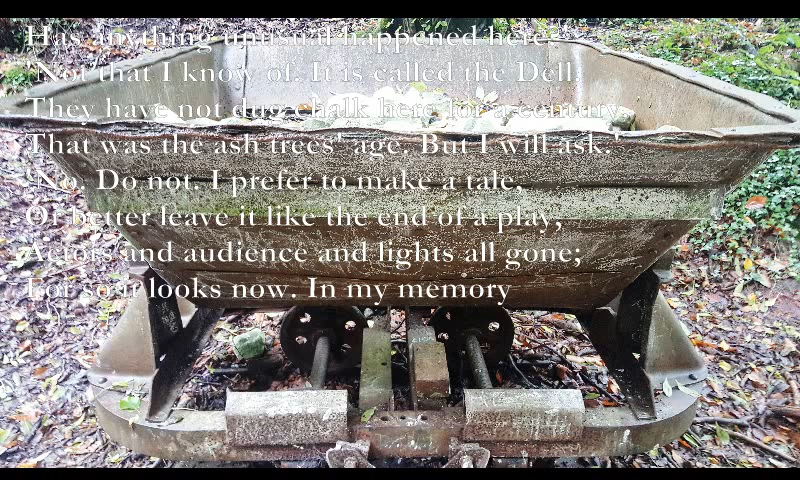 Has anything unusual happened here?'
'Not that I know of. It is called the Dell.
They have not dug chalk here for a century.
That was the ash trees' age. But I will ask.'
'No. Do not. I prefer to make a tale,
Or better leave it like the end of a play,
Actors and audience and lights all gone;
For so it looks now. In my memory